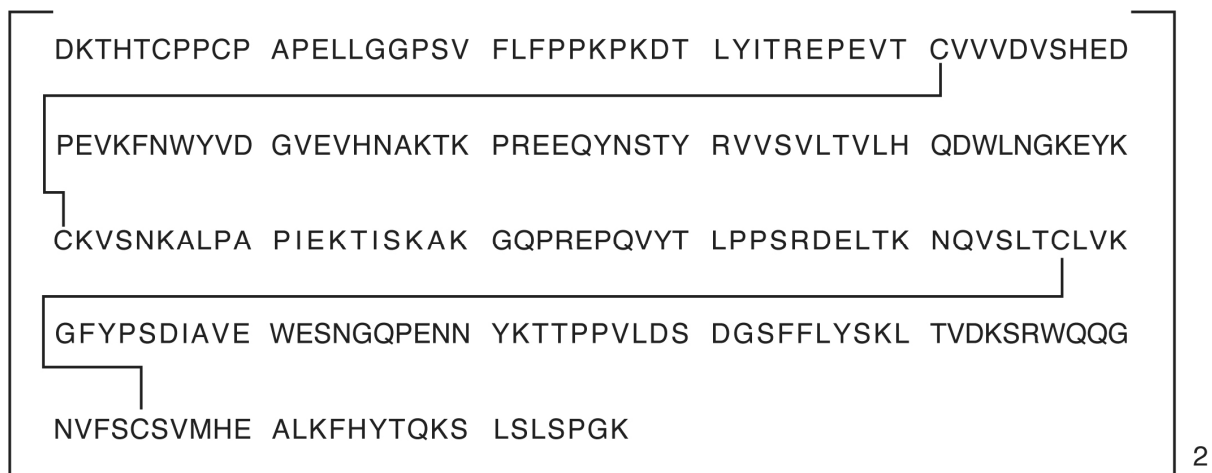 DKTHTCPPCP APELLGGPSV FLFPPKPKDT LYITREPEVT CVVVDVSHED
PEVKFNWYVD GVEVHNAKTK PREEQYNSTY RVVSVLTVLH QDWLNGKEYK
CKVSNKALPA PIEKTISKAK GQPREPQVYT LPPSRDELTK NQVSLTCLVK
GFYPSDIAVE WESNGQPENN YKTTPPVLDS DGSFFLYSKL TVDKSRWQQG
NVFSCSVMHE ALKFHYTQKS LSLSPGK
2